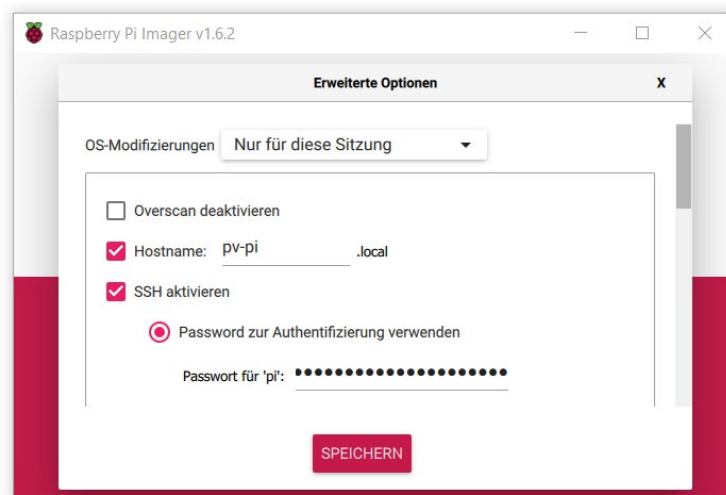 Raspberry Pi Imager v1.6.2
Erweiterte Optionen X
OS-Modifizierungen Nur für diese Sitzung
Overscan deaktivieren
Hostname: pv-pi .local
SSH aktivieren
Password zur Authentifizierung verwenden
Passwort für 'pi': ••••••••••••••••••••••
SPEICHERN